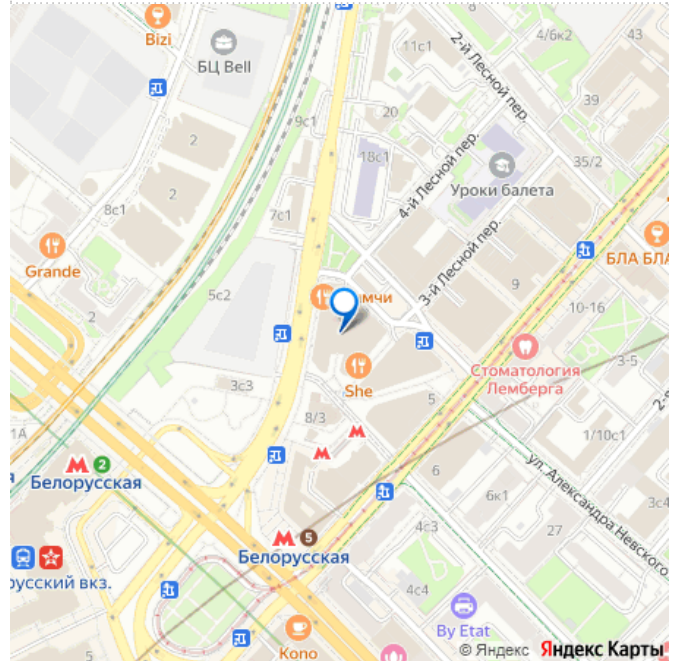 Bizi
БЦ Bell
11с1
2-й Лесной пер.
4/6к2
43
39
20
9с1
2
18с1
4-й Лесной пер.
Уроки балета
35/2
2
8с1
7с1
3-й Лесной пер.
Grande
БЛА БЛА
5с2
9
10-16
2
She
3с3
Стоматология
Лемберга
3-5
8/3
5
1А
1/10с1
2
Белорусская
6
ул. Александра Невского
6к1
3с4
5
Белорусская
4с3
27
русский вкз.
4с4
By Etat
Kono
© Яндекс Яндекс Карты